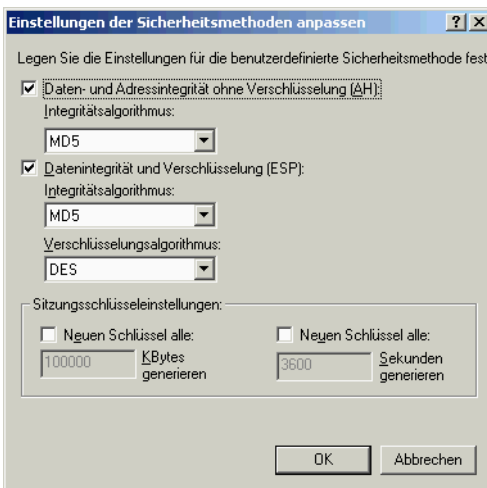 Einstellungen der Sicherheitsmethoden anpassen
Legen Sie die Einstellungen für die benutzerdefinierte Sicherheitsmethode fest
Daten- und Adressintegrität ohne Verschlüsselung (AH):
Integritätsalgorithmus:
MD5
Datenintegrität und Verschlüsselung (ESP):
Integritätsalgorithmus:
MD5
Verschlüsselungsalgorithmus:
DES
Sitzungsschlüsseleinstellungen:
Neuen Schlüssel alle:
100000 KBytes
generieren
Neuen Schlüssel alle:
3600 Sekunden
generieren
OK Abbrechen